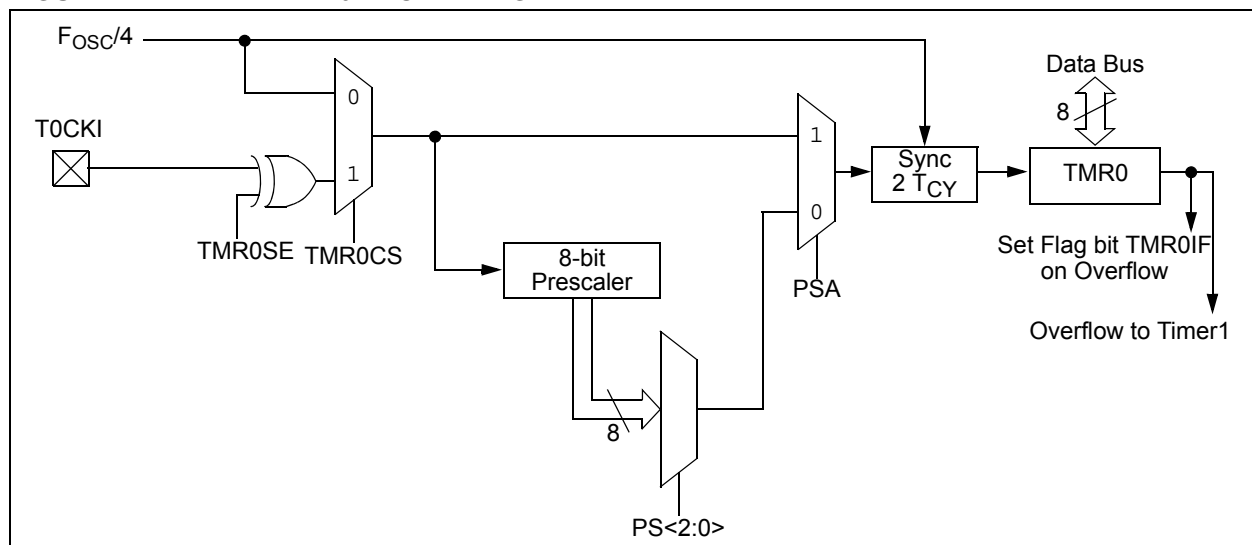 FOSC/4
Data Bus
8
T0CKI
0
1
1
0
Sync
2 TCY
TMR0
TMR0SE
TMR0CS
8-bit
Prescaler
PSA
Set Flag bit TMR0IF
on Overflow
Overflow to Timer1
8
PS<2:0>